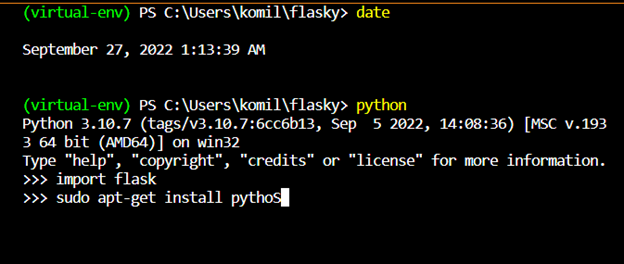 (virtual-env) PS C:\Users\komil\flasky> date
September 27, 2022 1:13:39 AM
(virtual-env) PS C:\Users\komil\flasky> python
Python 3.10.7 (tags/v3.10.7:6cc6b13, Sep  5 2022, 14:08:36) [MSC v.193
3 64 bit (AMD64)] on win32
Type "help", "copyright", "credits" or "license" for more information.
>>> import flask
>>> sudo apt-get install pythoS